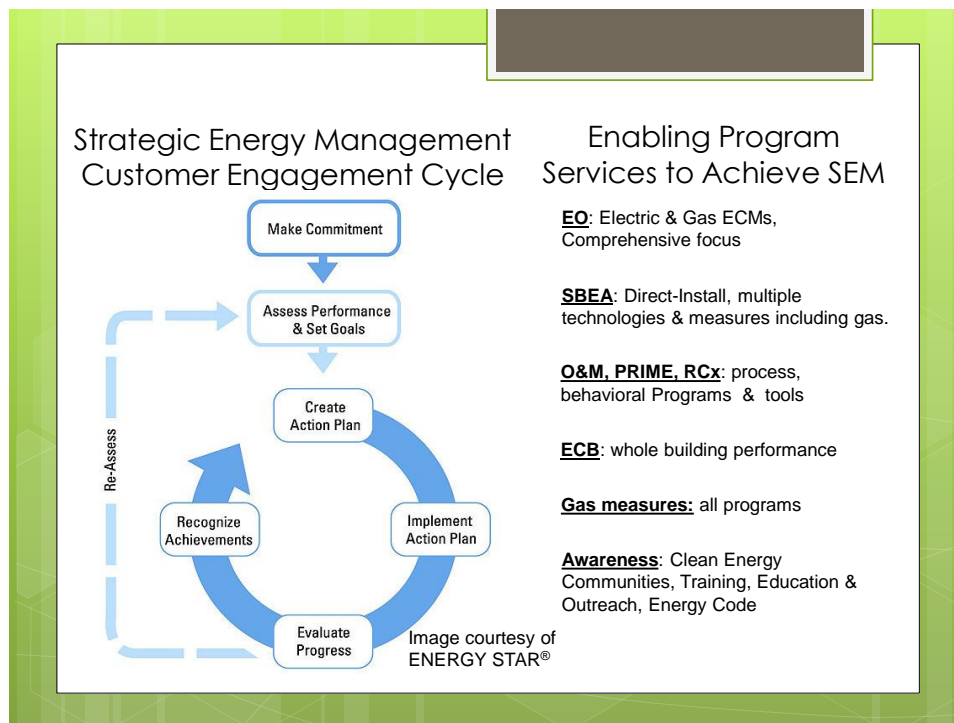 Strategic Energy Management
Customer Engagement Cycle
Make Commitment
Assess Performance
& Set Goals
Create
Action Plan
Implement
Action Plan
Evaluate
Progress
Recognize
Achievements
Re-Assess
Image courtesy of
ENERGY STAR®
Enabling Program
Services to Achieve SEM
EO: Electric & Gas ECMs,
Comprehensive focus
SBEA: Direct-Install, multiple
technologies & measures including gas.
O&M, PRIME, RCx: process,
behavioral Programs & tools
ECB: whole building performance
Gas measures: all programs
Awareness: Clean Energy
Communities, Training, Education &
Outreach, Energy Code